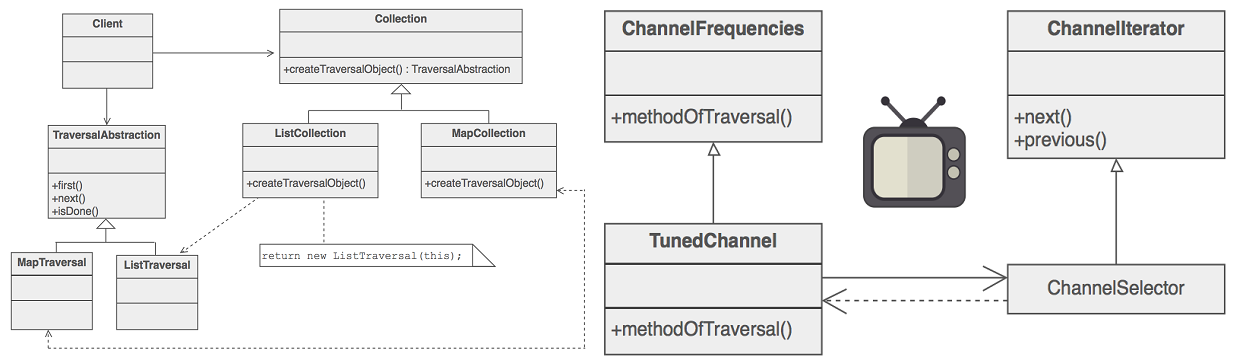 Client
Collection
+createTraversalObject() : TraversalAbstraction
TraversalAbstraction
+first()
+next()
+isDone()
ListCollection
+createTraversalObject()
MapCollection
+createTraversalObject()
return new ListTraversal(this);
MapTraversal
ListTraversal
ChannelFrequencies
+methodOfTraversal()
ChannelIterator
+next()
+previous()
TunedChannel
+methodOfTraversal()
ChannelSelector